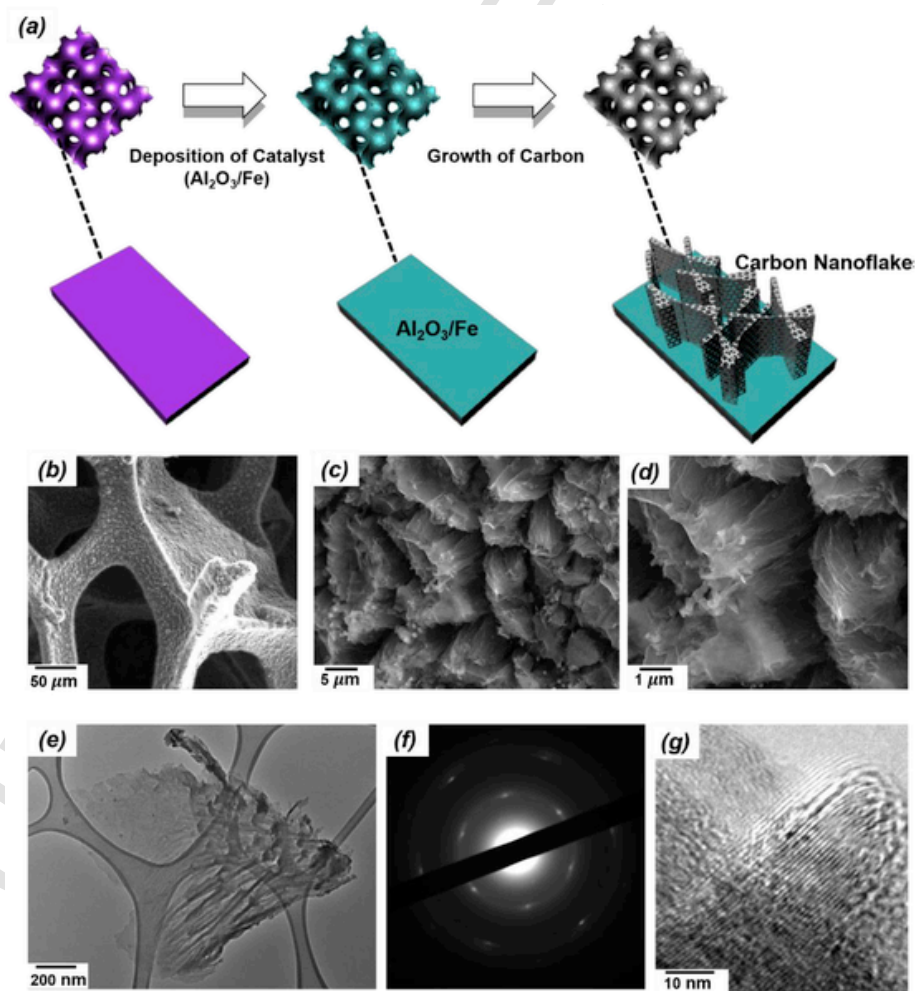 (a)
Deposition of Catalyst
(Al₂O₃/Fe)
Growth of Carbon
Carbon Nanoflake
Al₂O₃/Fe
(b)
50 μm
(c)
5 μm
(d)
1 μm
(e)
200 nm
(f)
(g)
10 nm